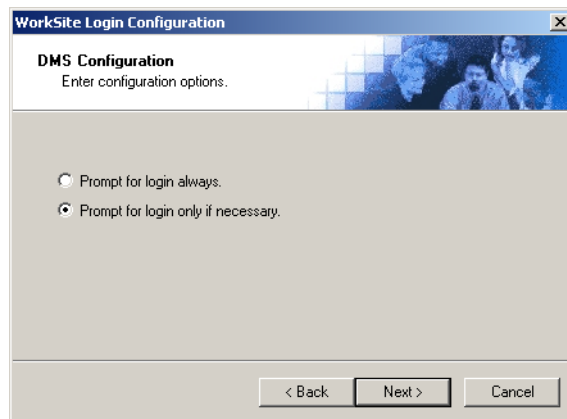 WorkSite Login Configuration
DMS Configuration
Enter configuration options.
Prompt for login always.
Prompt for login only if necessary.
< Back Next > Cancel